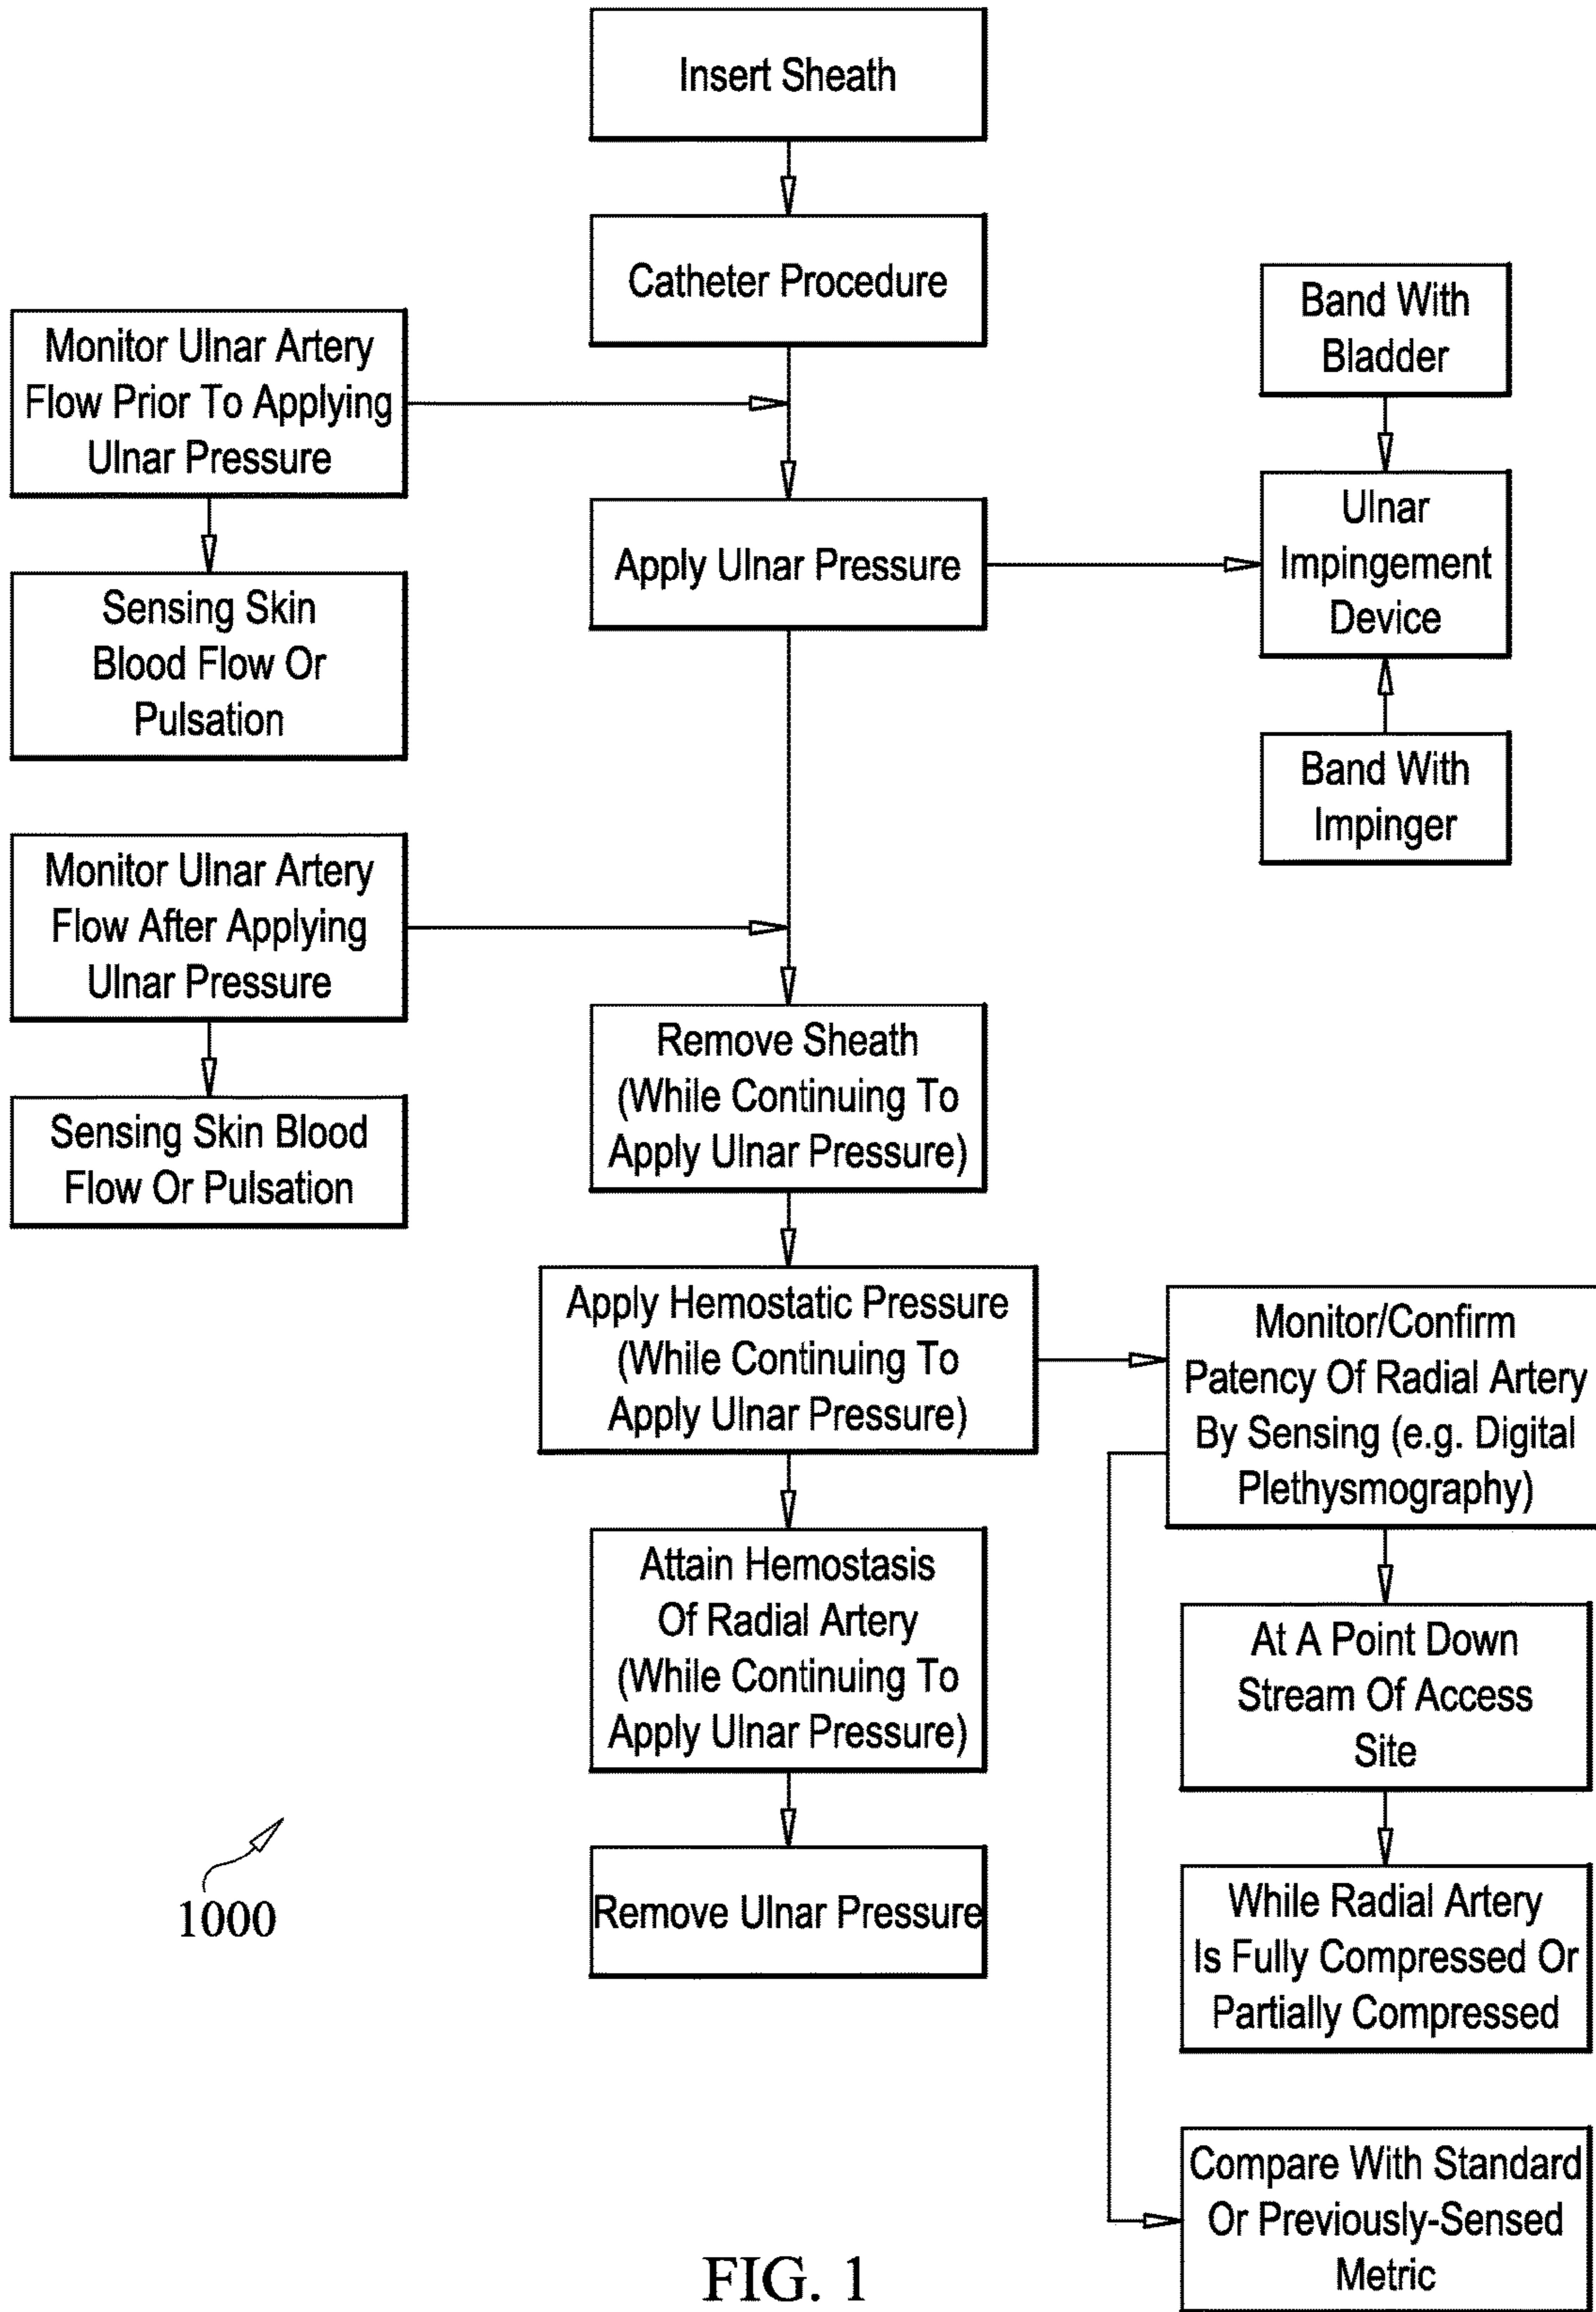 Insert Sheath
Catheter Procedure
Band With
Bladder
Monitor Ulnar Artery
Flow Prior To Applying
Ulnar Pressure
Apply Ulnar Pressure
Ulnar
Impingement
Device
Sensing Skin
Blood Flow Or
Pulsation
Band With
Impinger
Monitor Ulnar Artery
Flow After Applying
Ulnar Pressure
Sensing Skin Blood
Flow Or Pulsation
Remove Sheath
(While Continuing To
Apply Ulnar Pressure)
Apply Hemostatic Pressure
(While Continuing To
Apply Ulnar Pressure)
Monitor/Confirm
Patency Of Radial Artery
By Sensing (e.g. Digital
Plethysmography)
Attain Hemostasis
Of Radial Artery
(While Continuing To
Apply Ulnar Pressure)
At A Point Down
Stream Of Access
Site
Remove Ulnar Pressure
While Radial Artery
Is Fully Compressed Or
Partially Compressed
1000
Compare With Standard
Or Previously-Sensed
Metric
FIG. 1